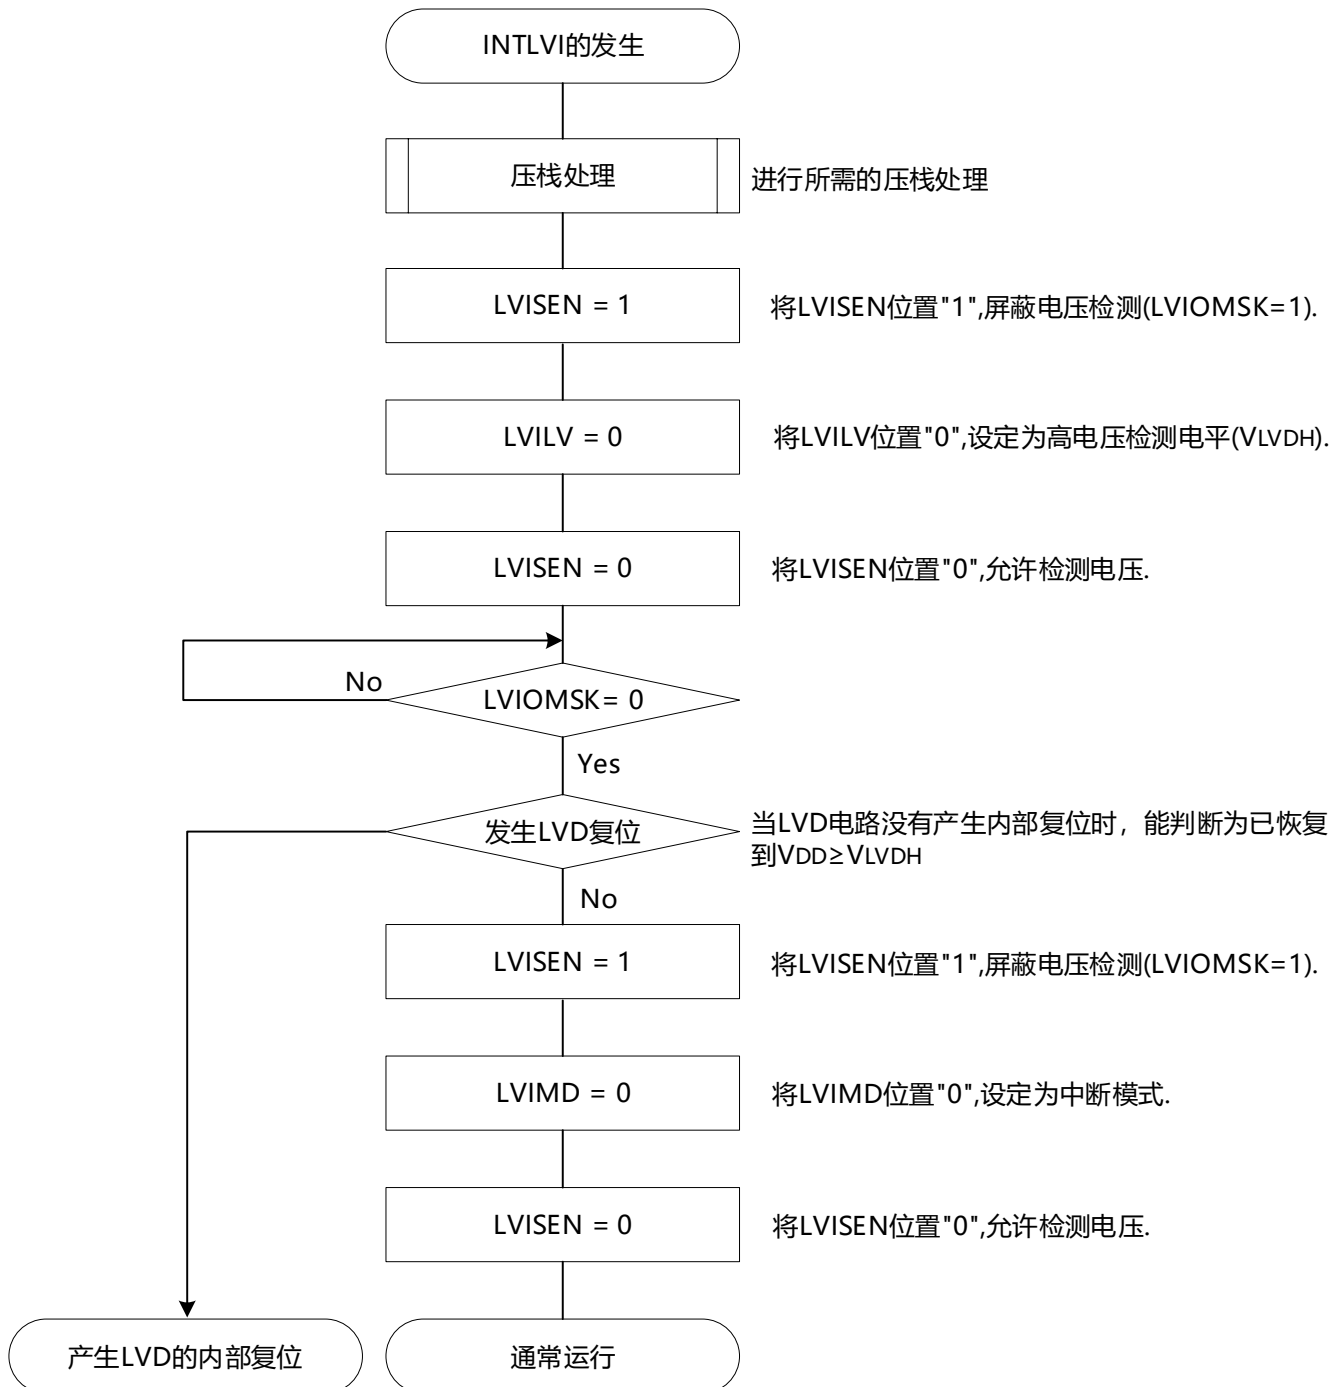 INTLVI的发生
压栈处理
进行所需的压栈处理
LVISEN = 1
将LVISEN位置"1",屏蔽电压检测(LVIOMSK=1).
LVILV = 0
将LVILV位置"0",设定为高电压检测电平(VLVDH).
LVISEN = 0
将LVISEN位置"0",允许检测电压.
No
LVIOMSK= 0
Yes
发生LVD复位
当LVD电路没有产生内部复位时，能判断为已恢复
到VDD≥VLVDH
No
LVISEN = 1
将LVISEN位置"1",屏蔽电压检测(LVIOMSK=1).
LVIMD = 0
将LVIMD位置"0",设定为中断模式.
LVISEN = 0
将LVISEN位置"0",允许检测电压.
产生LVD的内部复位
通常运行